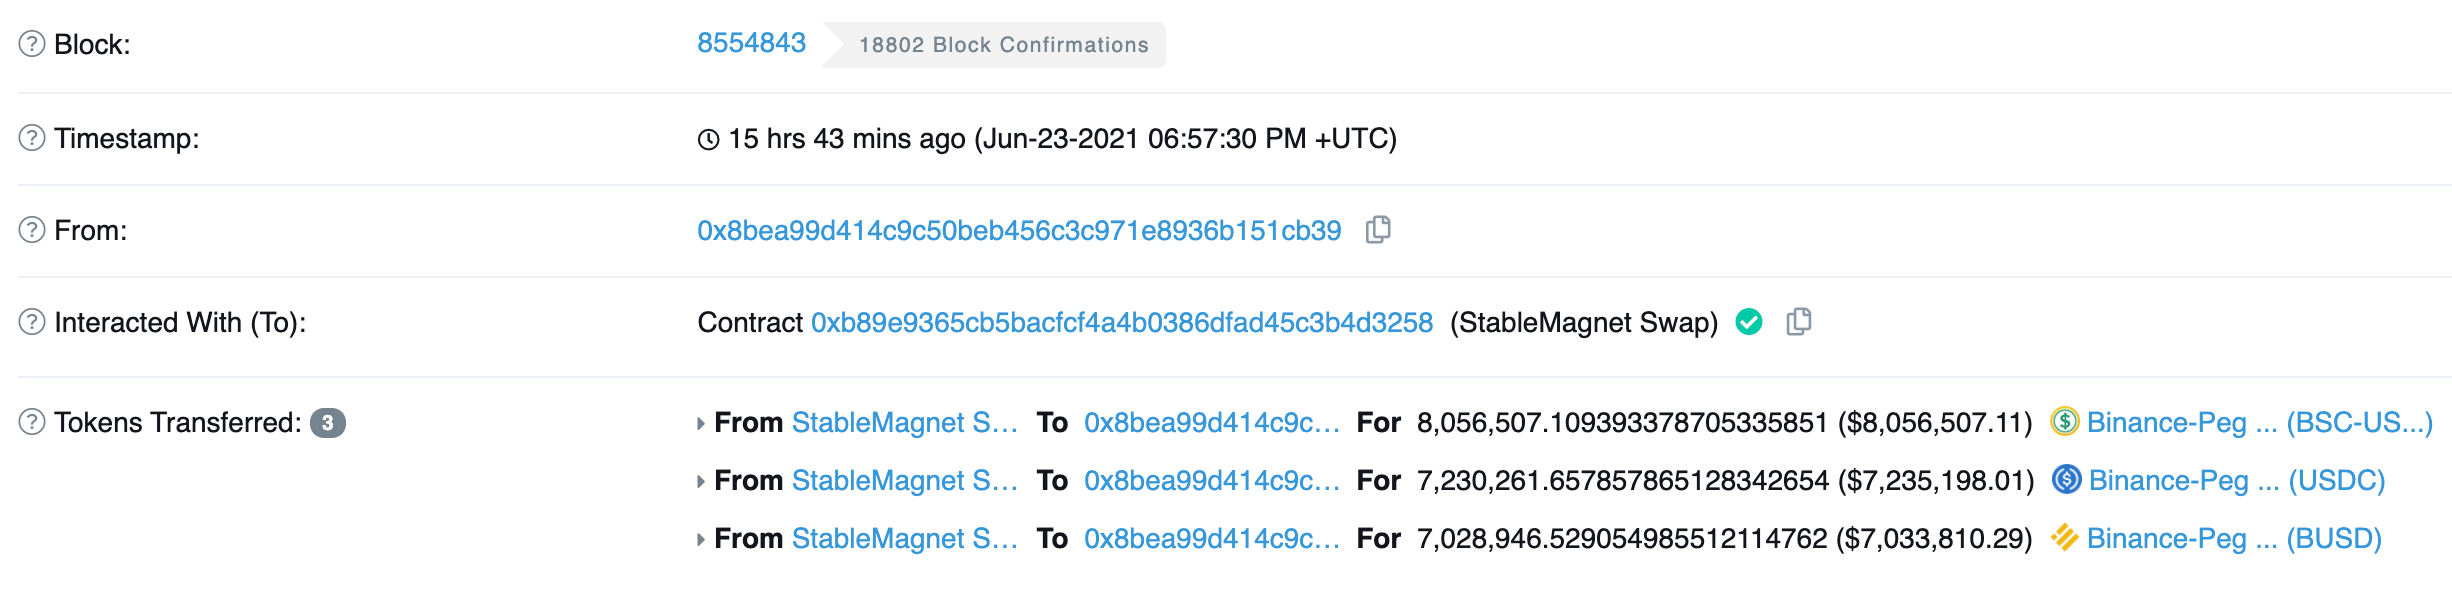 Block: 8554843 18802 Block Confirmations
Timestamp: 15 hrs 43 mins ago (Jun-23-2021 06:57:30 PM +UTC)
From: 0x8bea99d414c9c50beb456c3c971e8936b151cb39
Interacted With (To): Contract 0xb89e9365cb5bacfcf4a4b0386dfad45c3b4d3258 (StableMagnet Swap)
Tokens Transferred: 3 From StableMagnet S... To 0x8bea99d414c9c... For 8,056,507.109393378705335851 ($8,056,507.11) Binance-Peg ... (BSC-US...)
From StableMagnet S... To 0x8bea99d414c9c... For 7,230,261.657857865128342654 ($7,235,198.01) Binance-Peg ... (USDC)
From StableMagnet S... To 0x8bea99d414c9c... For 7,028,946.529054985512114762 ($7,033,810.29) Binance-Peg ... (BUSD)